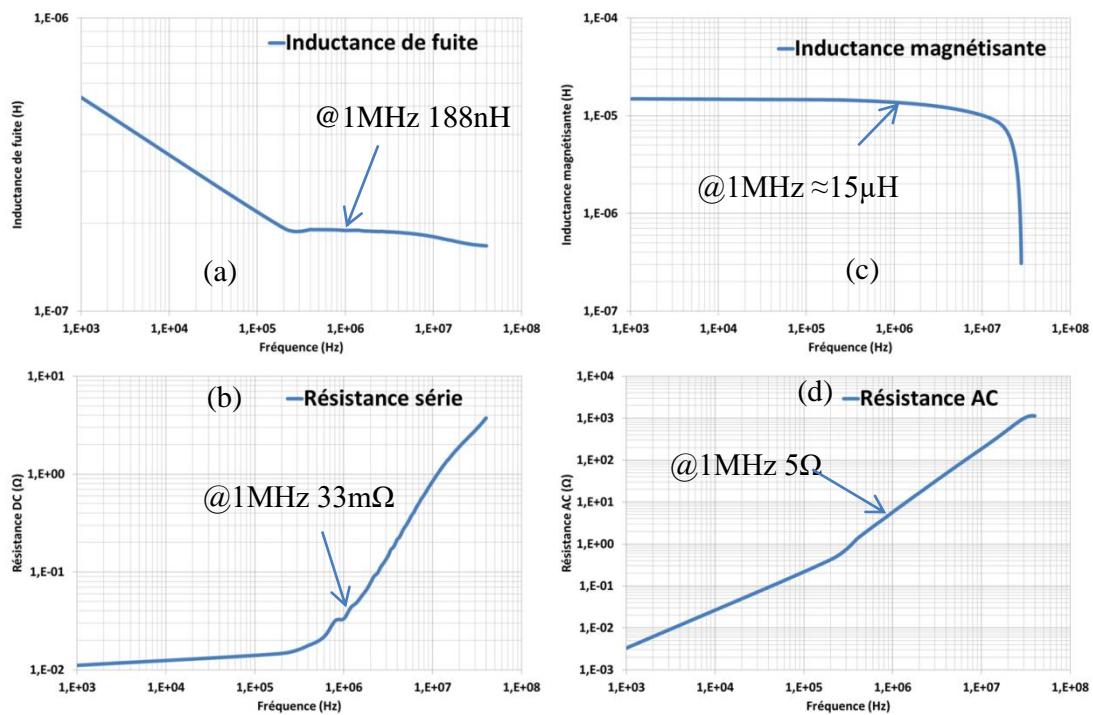 1,E-06
Inductance de fuite
@1MHz 188nH
Inductance de fuite (H)
(a)
1,E-07
1,E+03 1,E+04 1,E+05 1,E+06 1,E+07 1,E+08
Fréquence (Hz)
1,E-04
Inductance magnétisante
1,E-05
@1MHz ≈15µH
Inductance magnétisante (H)
1,E-06
(c)
1,E-07
1,E+03 1,E+04 1,E+05 1,E+06 1,E+07 1,E+08
Fréquence (Hz)
1,E+01
(b)
Résistance série
1,E+00
@1MHz 33mΩ
Résistance DC (Ω)
1,E-01
1,E-02
1,E+03 1,E+04 1,E+05 1,E+06 1,E+07 1,E+08
Fréquence (Hz)
1,E+04
(d)
Résistance AC
1,E+03
1,E+02
@1MHz 5Ω
1,E+01
Résistance AC (Ω)
1,E+00
1,E-01
1,E-02
1,E-03
1,E+03 1,E+04 1,E+05 1,E+06 1,E+07 1,E+08
Fréquence (Hz)